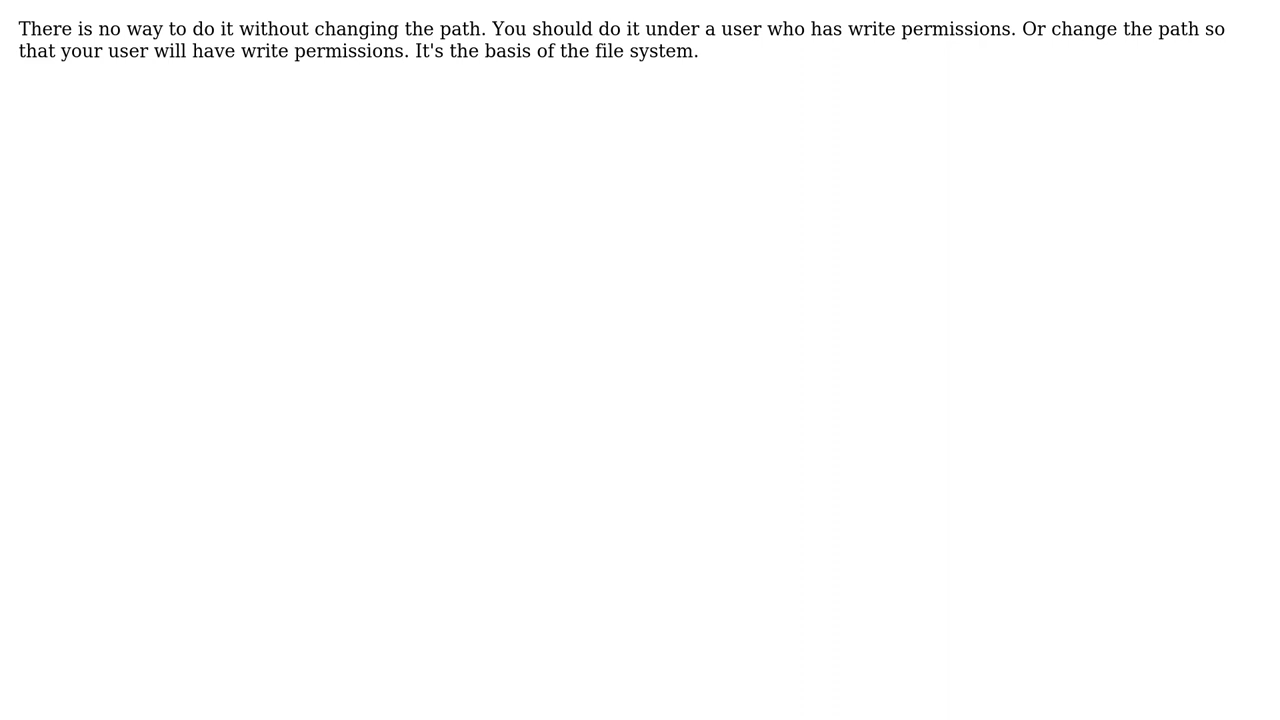 There is no way to do it without changing the path. You should do it under a user who has write permissions. Or change the path so
that your user will have write permissions. It's the basis of the file system.